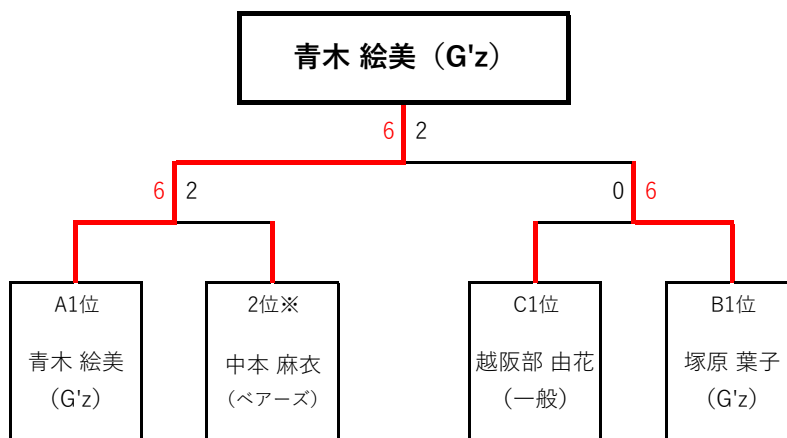 青木 絵美（G'z）
6 2
6 2
0 6
A1位
青木 絵美
（G'z）
2位※
中本 麻衣
（ベアーズ）
C1位
越阪部 由花
（一般）
B1位
塚原 葉子
（G'z）